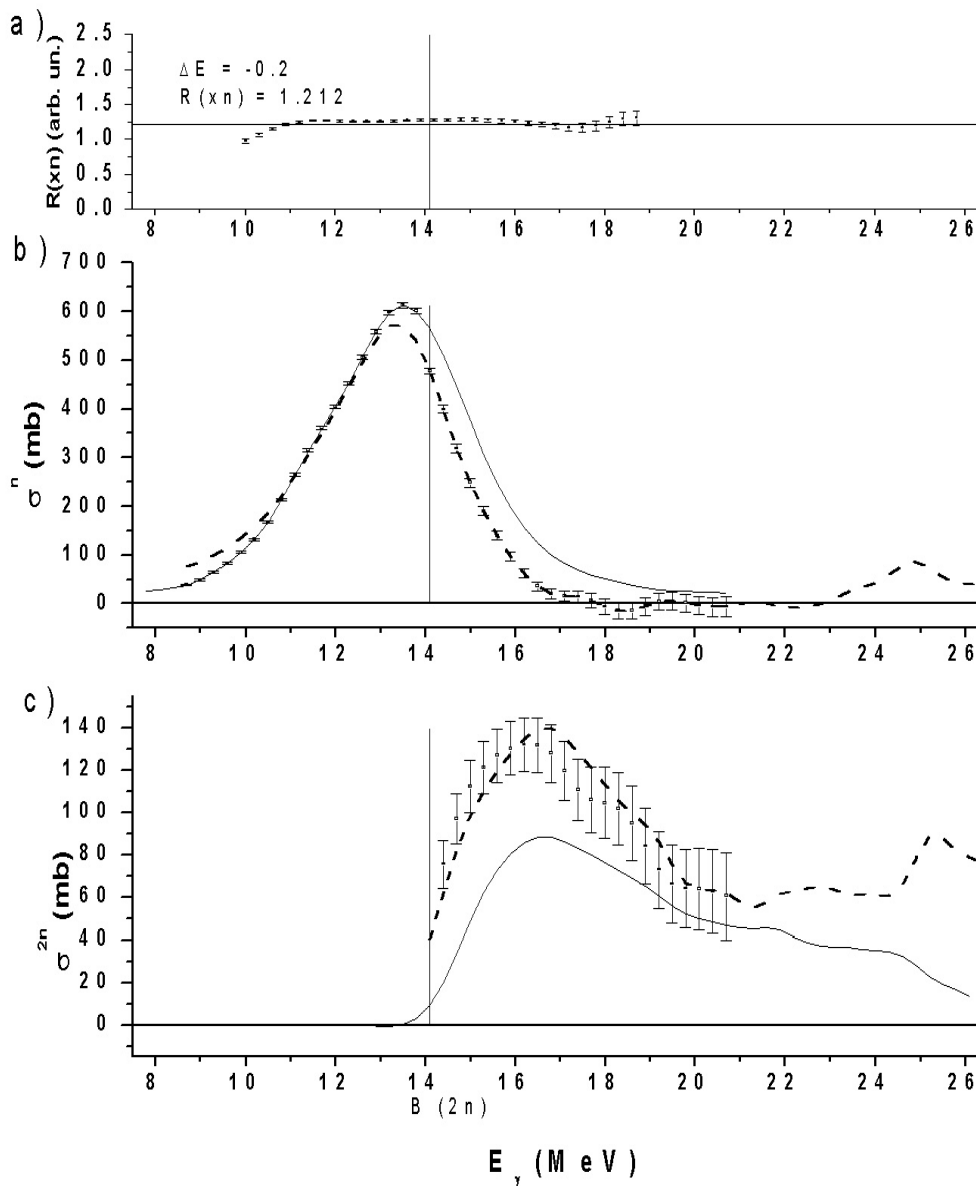 a )
R(xn) (arb. un.)
2.5
2.0
1.5
1.0
0.5
0.0
Δ E = -0.2
R (xn) = 1.212
8 10 12 14 16 18 20 22 24 26
b )
σⁿ (mb)
700
600
500
400
300
200
100
0
8 10 12 14 16 18 20 22 24 26
c )
σ²ⁿ (mb)
140
120
100
80
60
40
20
0
8 10 12 14 16 18 20 22 24 26
B (2n)
E γ (M eV)